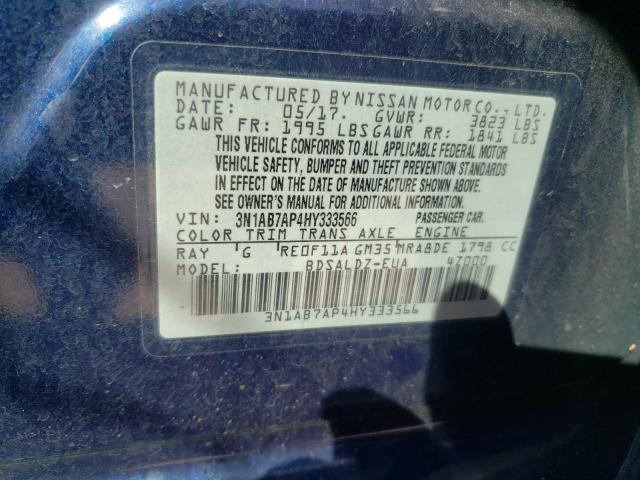 MANUFACTURED BY NISSAN MOTOR CO., LTD.
DATE: 05/17. GVWR: 3823 LBS
GAWR FR: 1995 LBS GAWR RR: 1841 LBS
THIS VEHICLE CONFORMS TO ALL APPLICABLE FEDERAL MOTOR
VEHICLE SAFETY, BUMPER AND THEFT PREVENTION STANDARDS
IN EFFECT ON THE DATE OF MANUFACTURE SHOWN ABOVE.
SEE OWNER'S MANUAL FOR ADDITIONAL INFORMATION.
VIN: 3N1AB7AP4HY333566 PASSENGER CAR.
COLOR TRIM TRANS AXLE ENGINE
RAY 'G RE0F11A GM35 MRA8DE 1798 CC
MODEL: BDSALDZ-EUA 4Z000
3N1AB7AP4HY333566